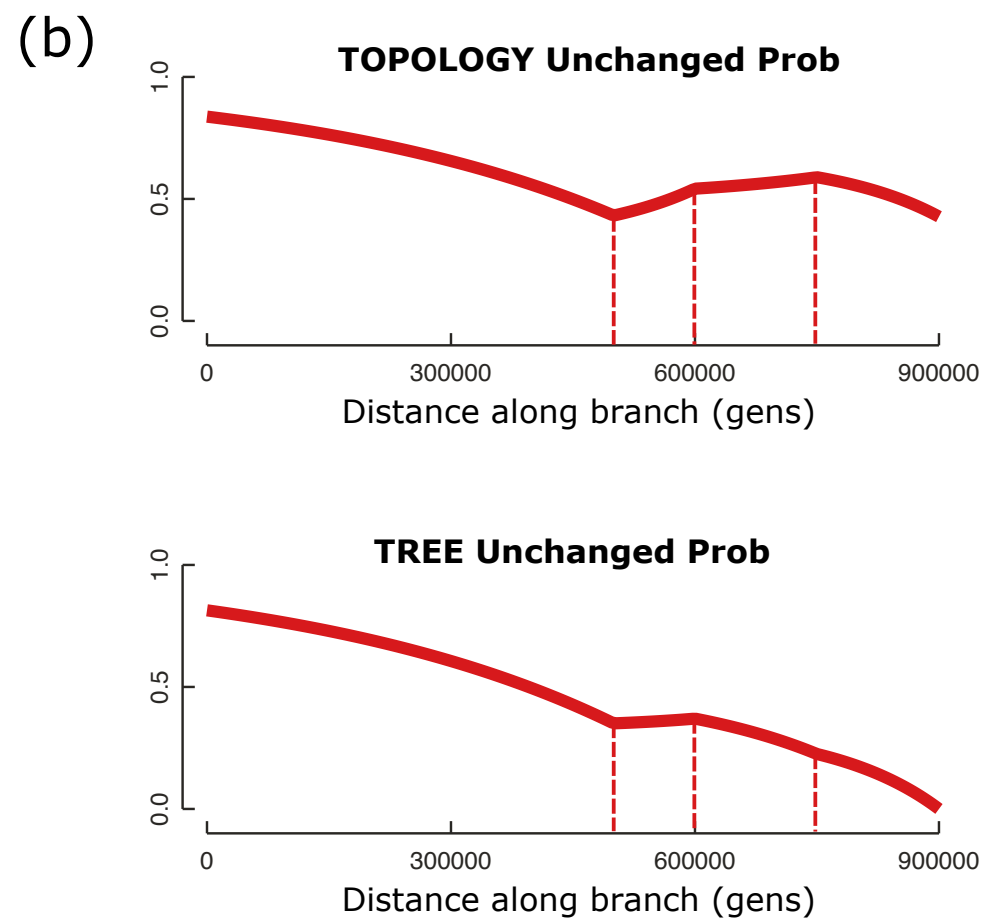 (b)
TOPOLOGY Unchanged Prob
1.0
0.5
0.0
0 300000 600000 900000
Distance along branch (gens)
TREE Unchanged Prob
1.0
0.5
0.0
0 300000 600000 900000
Distance along branch (gens)